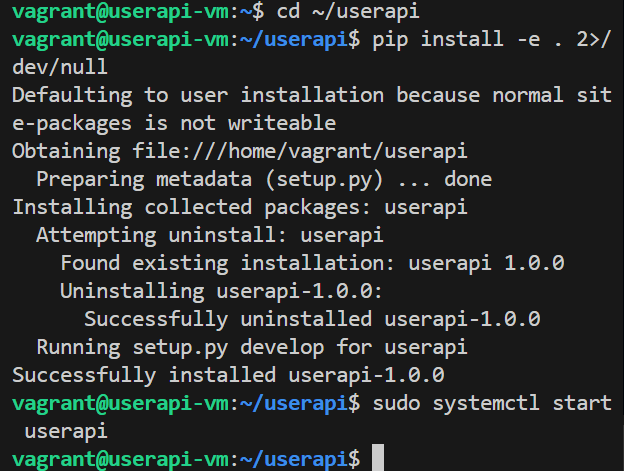 vagrant@userapi-vm:~$ cd ~/userapi
vagrant@userapi-vm:~/userapi$ pip install -e . 2>/
dev/null
Defaulting to user installation because normal sit
e-packages is not writeable
Obtaining file:///home/vagrant/userapi
  Preparing metadata (setup.py) ... done
Installing collected packages: userapi
  Attempting uninstall: userapi
    Found existing installation: userapi 1.0.0
    Uninstalling userapi-1.0.0:
      Successfully uninstalled userapi-1.0.0
  Running setup.py develop for userapi
Successfully installed userapi-1.0.0
vagrant@userapi-vm:~/userapi$ sudo systemctl start
 userapi
vagrant@userapi-vm:~/userapi$